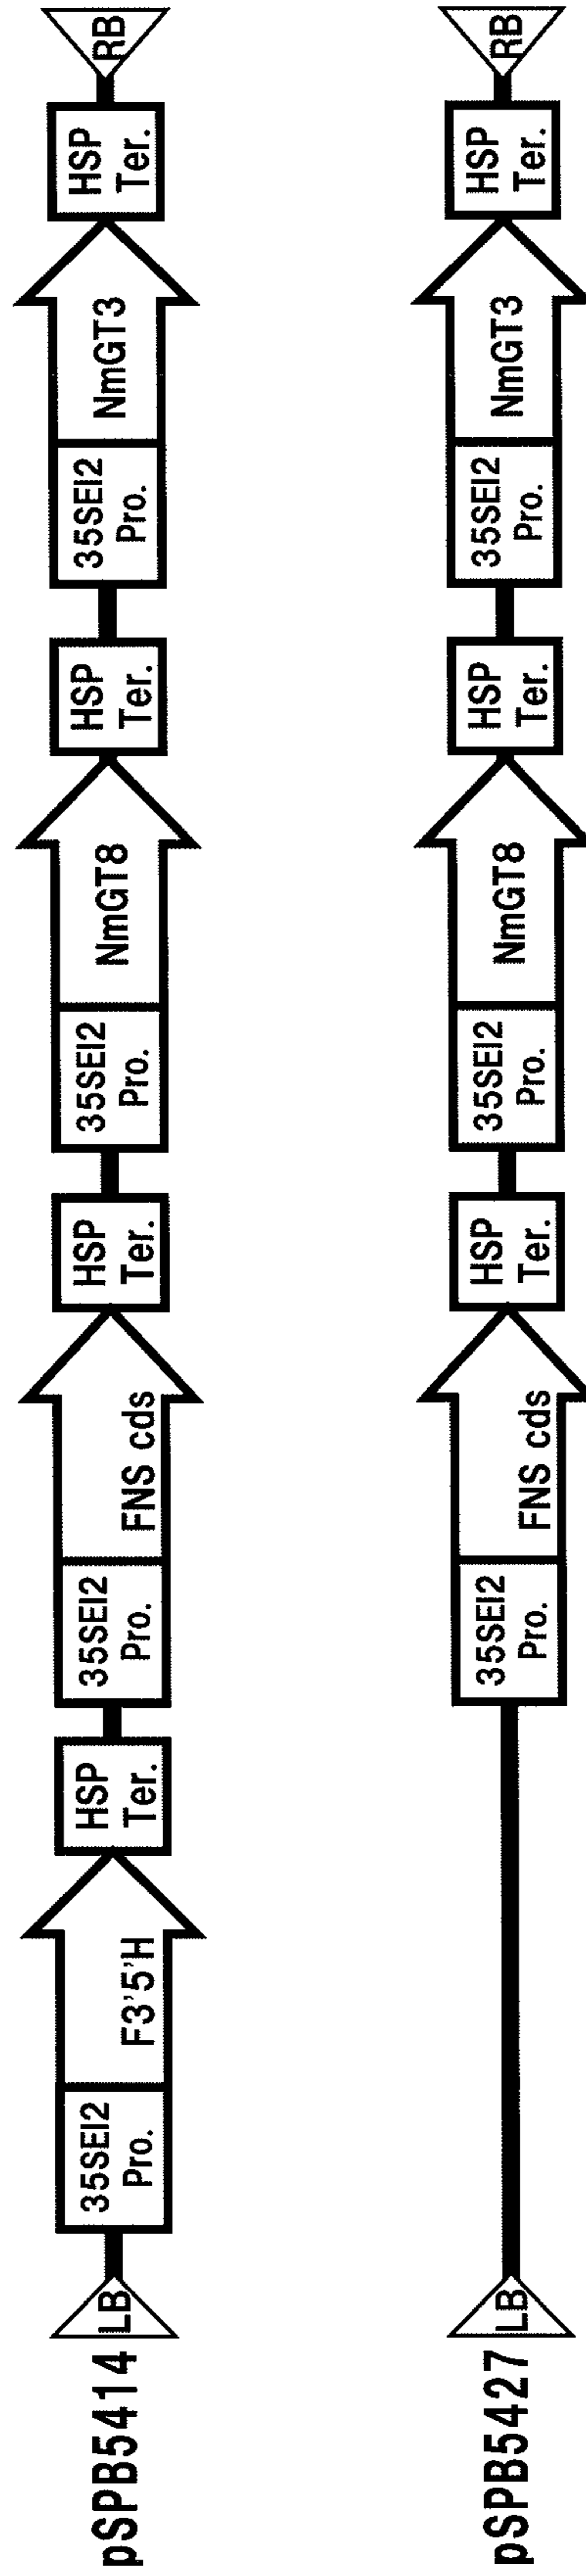 pSPB5414
LB
35SEI2
Pro.
F3'5'H
HSP
Ter.
35SEI2
Pro.
FNS cds
HSP
Ter.
35SEI2
Pro.
NmGT8
HSP
Ter.
35SEI2
Pro.
NmGT3
HSP
Ter.
RB
pSPB5427
LB
35SEI2
Pro.
FNS cds
HSP
Ter.
35SEI2
Pro.
NmGT8
HSP
Ter.
35SEI2
Pro.
NmGT3
HSP
Ter.
RB